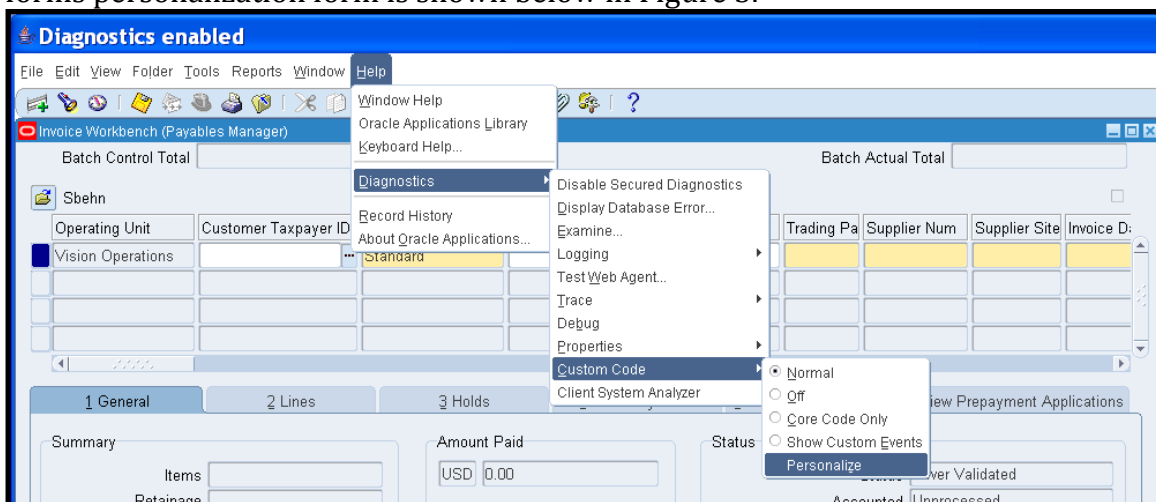 forms personalization form is shown below in Figure
Diagnostics enabled
File Edit View Folder Tools Reports Window Help
Invoice Workbench (Payables Manager)
Batch Control Total
Batch Actual Total
Sbehn
Operating Unit Customer Taxpayer ID Trading Pa Supplier Num Supplier Site Invoice Da
Vision Operations ... Standard
Window Help
Oracle Applications Library
Keyboard Help...
Diagnostics
Record History
About Oracle Applications...
Disable Secured Diagnostics
Display Database Error...
Examine...
Logging
Test Web Agent...
Trace
Debug
Properties
Custom Code
Client System Analyzer
Normal
Off
Core Code Only
Show Custom Events
Personalize
1 General 2 Lines 3 Holds iew Prepayment Applications
Summary Amount Paid Status
Items USD 0.00 ver Validated
Retainage Unprocessed